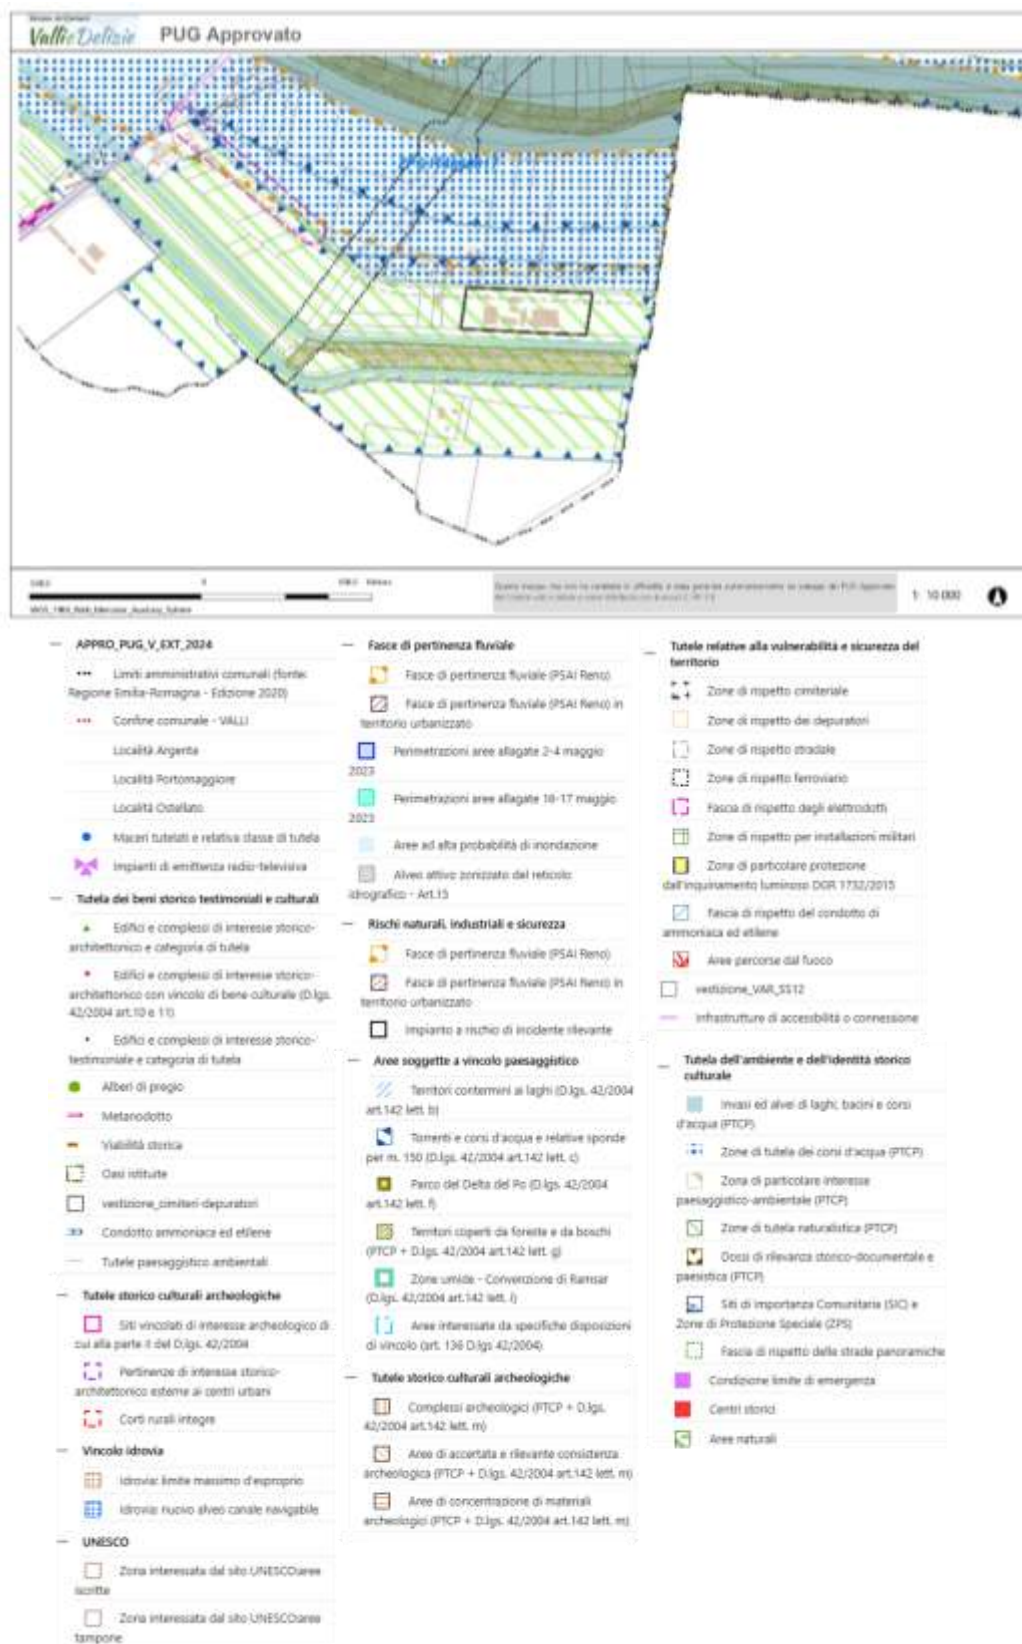 Valli e Delizie
PUG Approvato
1: 10.000
APPRO_PUG_V_EXT_2024
Limiti amministrativi comunali (fonte:
Regione Emilia-Romagna - Edizione 2020)
Confine comunale - VALLI
Località Argenta
Località Portomaggiore
Località Ostellato
Maceri tutelati e relativa classe di tutela
Impianti di emittenza radio-televisiva
Tutela dei beni storico testimoniali e culturali
Edifici e complessi di interesse storico-
architettonico e categoria di tutela
Edifici e complessi di interesse storico-
architettonico con vincolo di bene culturale (D.lgs.
42/2004 art.10 e 11)
Edifici e complessi di interesse storico-
testimoniale e categoria di tutela
Alberi di pregio
Metanodotto
Viabilità storica
Oasi istituite
vestizione_cimiteri-depuratori
Condotto ammoniaca ed etilene
Tutele paesaggistico ambientali
Tutele storico culturali archeologiche
Siti vincolati di interesse archeologico di
cui alla parte II del D.lgs. 42/2004
Pertinenze di interesse storico-
architettonico esterne ai centri urbani
Corti rurali integre
Vincolo idrovia
Idrovia: limite massimo d'esproprio
Idrovia: nuovo alveo canale navigabile
UNESCO
Zona interessata dal sito UNESCO:aree
iscritte
Zona interessata dal sito UNESCO:aree
tampone
Fasce di pertinenza fluviale
Fasce di pertinenza fluviale (PSAI Reno)
Fasce di pertinenza fluviale (PSAI Reno) in
territorio urbanizzato
Perimetrazioni aree allagate 2-4 maggio
2023
Perimetrazioni aree allagate 16-17 maggio
2023
Aree ad alta probabilità di inondazione
Alveo attivo zonizzato del reticolo
idrografico - Art.15
Rischi naturali, industriali e sicurezza
Fasce di pertinenza fluviale (PSAI Reno)
Fasce di pertinenza fluviale (PSAI Reno) in
territorio urbanizzato
Impianto a rischio di incidente rilevante
Aree soggette a vincolo paesaggistico
Territori contermini ai laghi (D.lgs. 42/2004
art.142 lett. b)
Torrenti e corsi d'acqua e relative sponde
per m. 150 (D.lgs. 42/2004 art.142 lett. c)
Parco del Delta del Po (D.lgs. 42/2004
art.142 lett. f)
Territori coperti da foreste e da boschi
(PTCP + D.lgs. 42/2004 art.142 lett. g)
Zone umide - Convenzione di Ramsar
(D.lgs. 42/2004 art.142 lett. i)
Aree interessate da specifiche disposizioni
di vincolo (art. 136 D.lgs 42/2004)
Tutele storico culturali archeologiche
Complessi archeologici (PTCP + D.lgs.
42/2004 art.142 lett. m)
Aree di accertata e rilevante consistenza
archeologica (PTCP + D.lgs. 42/2004 art.142 lett. m)
Aree di concentrazione di materiali
archeologici (PTCP + D.lgs. 42/2004 art.142 lett. m)
Tutele relative alla vulnerabilità e sicurezza del
territorio
Zone di rispetto cimiteriale
Zone di rispetto dei depuratori
Zone di rispetto stradale
Zone di rispetto ferroviario
Fascia di rispetto degli elettrodotti
Zone di rispetto per installazioni militari
Zona di particolare protezione
dall'inquinamento luminoso DGR 1732/2015
Fascia di rispetto del condotto di
ammoniaca ed etilene
Aree percorse dal fuoco
vestizione_VAR_SS12
Infrastrutture di accessibilità o connessione
Tutela dell'ambiente e dell'identità storico
culturale
Invasi ed alvei di laghi, bacini e corsi
d'acqua (PTCP)
Zone di tutela dei corsi d'acqua (PTCP)
Zona di particolare interesse
paesaggistico-ambientale (PTCP)
Zone di tutela naturalistica (PTCP)
Dossi di rilevanza storico-documentale e
paesistica (PTCP)
Siti di Importanza Comunitaria (SIC) e
Zone di Protezione Speciale (ZPS)
Fascia di rispetto delle strade panoramiche
Condizione limite di emergenza
Centri storici
Aree naturali